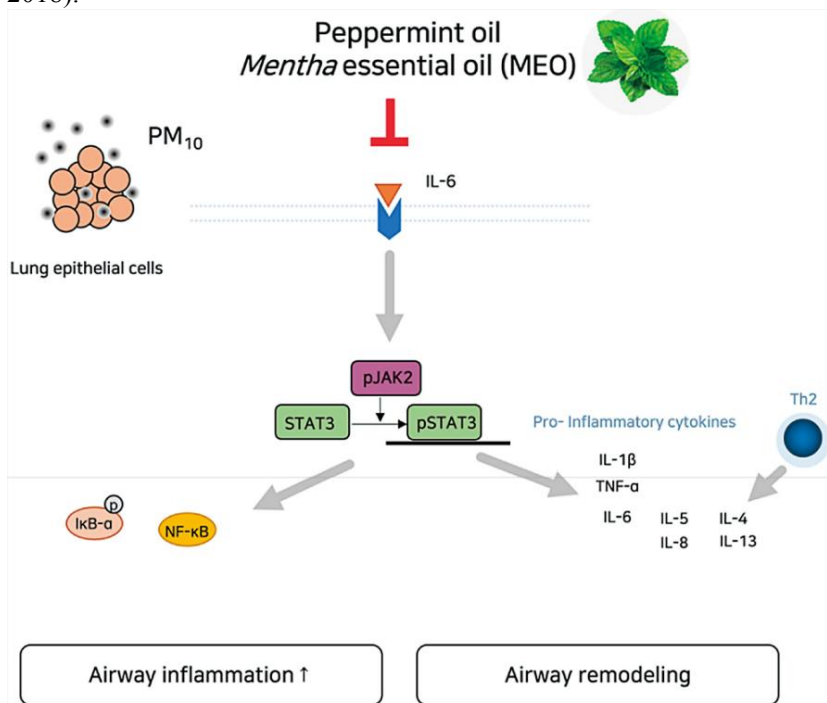 2018).
Peppermint oil
Mentha essential oil (MEO)
PM10
IL-6
Lung epithelial cells
pJAK2
STAT3
pSTAT3
Pro- Inflammatory cytokines
Th2
IL-1β
TNF-α
IL-6
IL-5
IL-4
IL-8
IL-13
p
IκB-α
NF-κB
Airway inflammation ↑
Airway remodeling